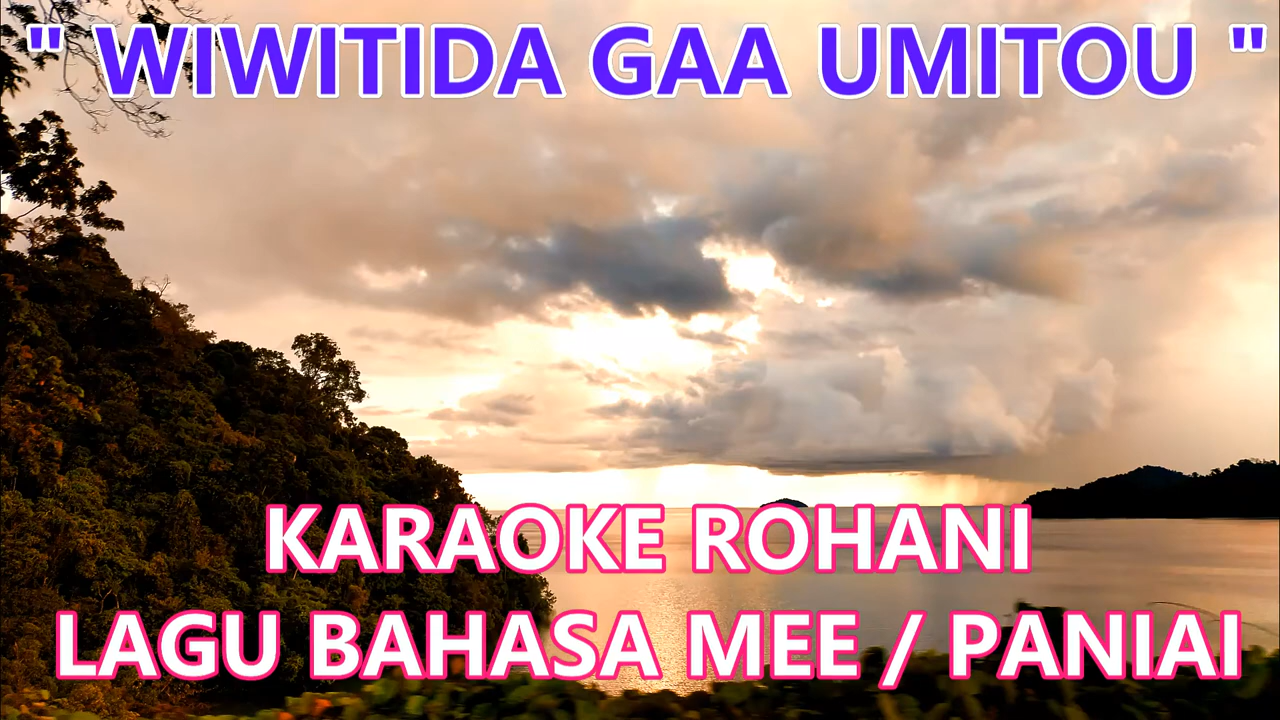 " WIWITIDA GAA UMITOU "
KARAOKE ROHANI
LAGU BAHASA MEE / PANIAI